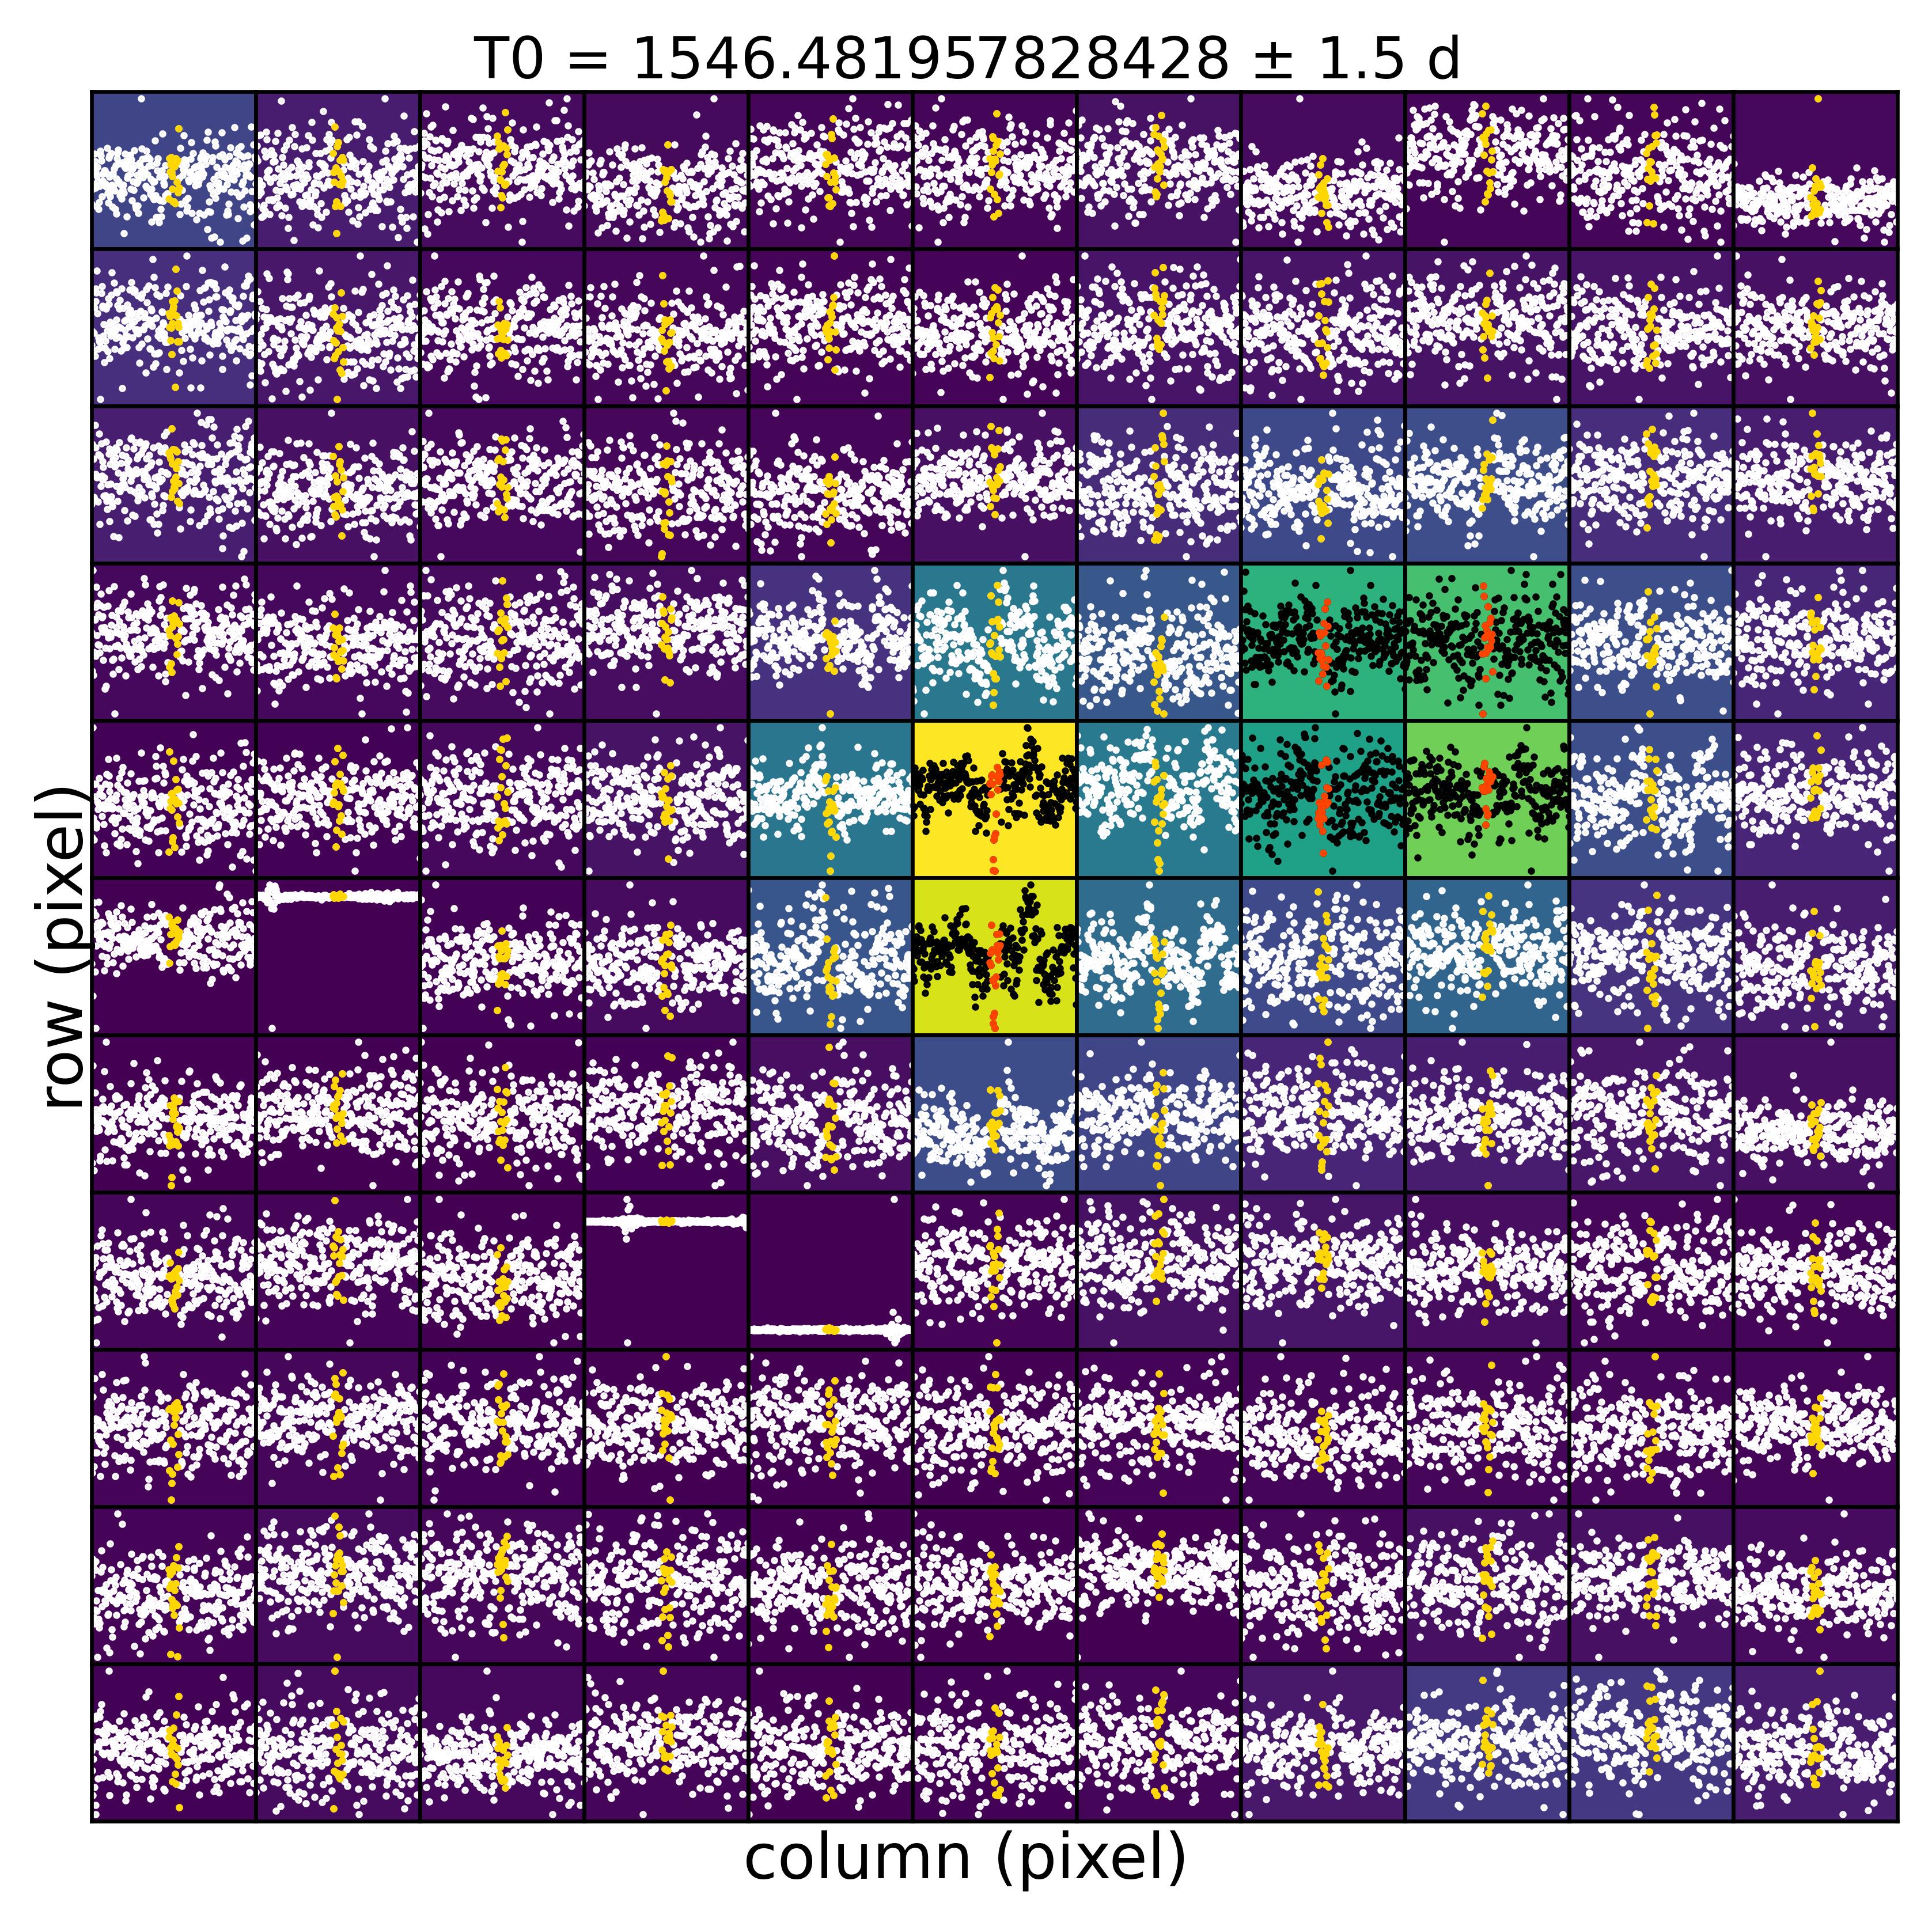 T0 = 1546.481957828428 ± 1.5 d
row (pixel)
column (pixel)